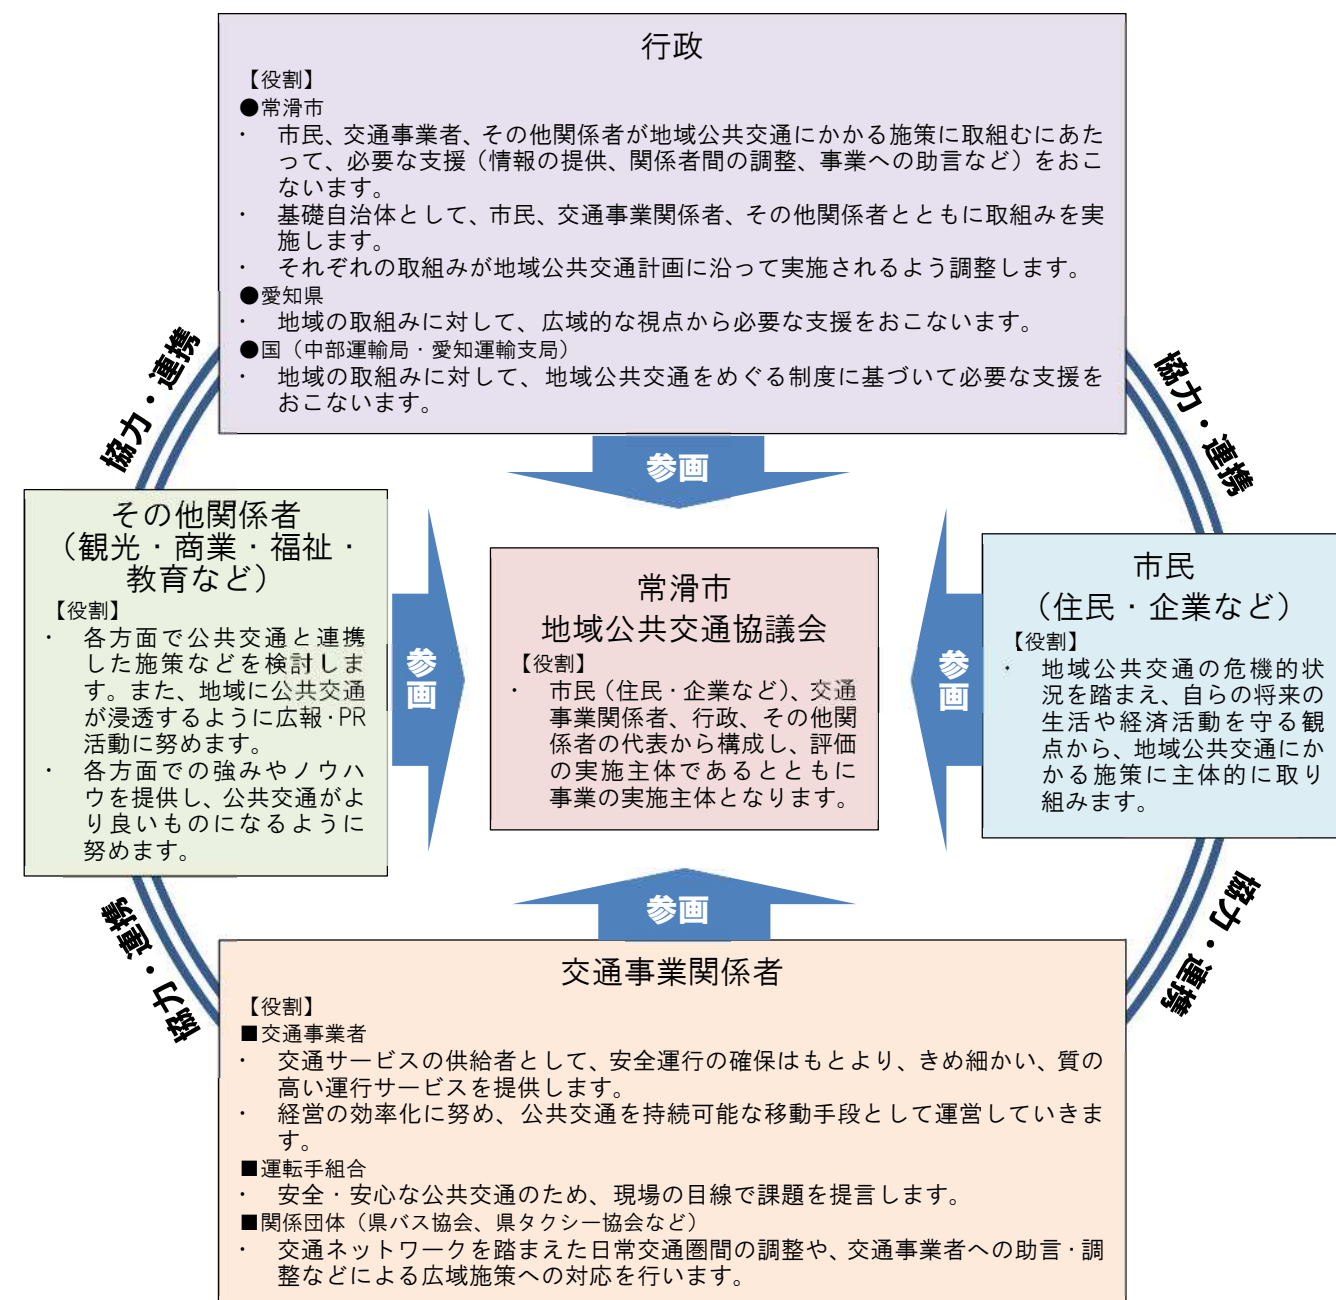 行政
【役割】
●常滑市
・ 市民、交通事業者、その他関係者が地域公共交通にかかる施策に取組むにあた
って、必要な支援（情報の提供、関係者間の調整、事業への助言など）をおこ
ないます。
・ 基礎自治体として、市民、交通事業関係者、その他関係者とともに取組みを実
施します。
・ それぞれの取組みが地域公共交通計画に沿って実施されるよう調整します。
●愛知県
・ 地域の取組みに対して、広域的な視点から必要な支援をおこないます。
●国（中部運輸局・愛知運輸支局）
・ 地域の取組みに対して、地域公共交通をめぐる制度に基づいて必要な支援を
おこないます。
協力・連携
協力・連携
参画
その他関係者
（観光・商業・福祉・
教育など）
【役割】
・ 各方面で公共交通と連携
した施策などを検討しま
す。また、地域に公共交通
が浸透するように広報・PR
活動に努めます。
・ 各方面での強みやノウハ
ウを提供し、公共交通がよ
り良いものになるように
努めます。
参画
常滑市
地域公共交通協議会
【役割】
・ 市民（住民・企業など）、交通
事業関係者、行政、その他関
係者の代表から構成し、評価
の実施主体であるとともに
事業の実施主体となります。
参画
市民
（住民・企業など）
【役割】
・ 地域公共交通の危機的状
況を踏まえ、自らの将来の
生活や経済活動を守る観
点から、地域公共交通にか
かる施策に主体的に取り
組みます。
協力・連携
協力・連携
参画
交通事業関係者
【役割】
■交通事業者
・ 交通サービスの供給者として、安全運行の確保はもとより、きめ細かい、質の
高い運行サービスを提供します。
・ 経営の効率化に努め、公共交通を持続可能な移動手段として運営していきま
す。
■運転手組合
・ 安全・安心な公共交通のため、現場の目線で課題を提言します。
■関係団体（県バス協会、県タクシー協会など）
・ 交通ネットワークを踏まえた日常交通圏間の調整や、交通事業者への助言・調
整などによる広域施策への対応を行います。